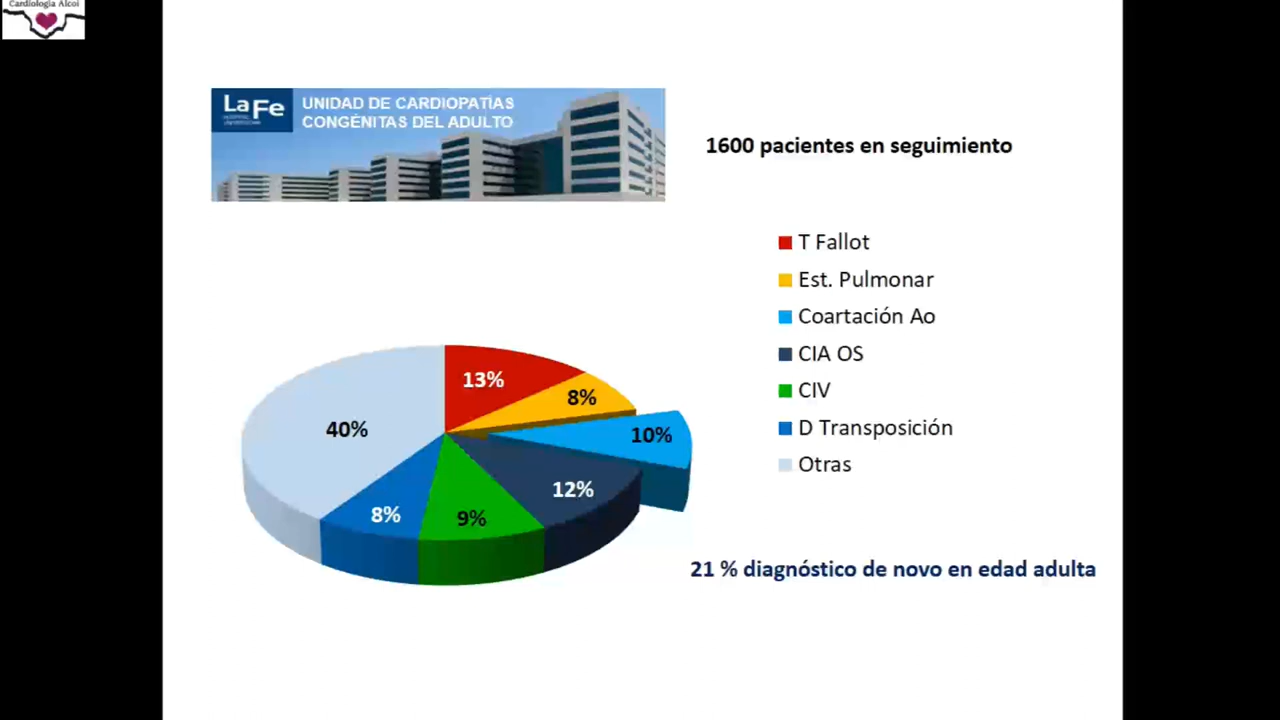 Cardiología Alcoi
La Fe
UNIDAD DE CARDIOPATÍAS
CONGÉNITAS DEL ADULTO
1600 pacientes en seguimiento
T Fallot
Est. Pulmonar
Coartación Ao
CIA OS
CIV
D Transposición
Otras
13%
8%
10%
40%
12%
8%
9%
21 % diagnóstico de novo en edad adulta